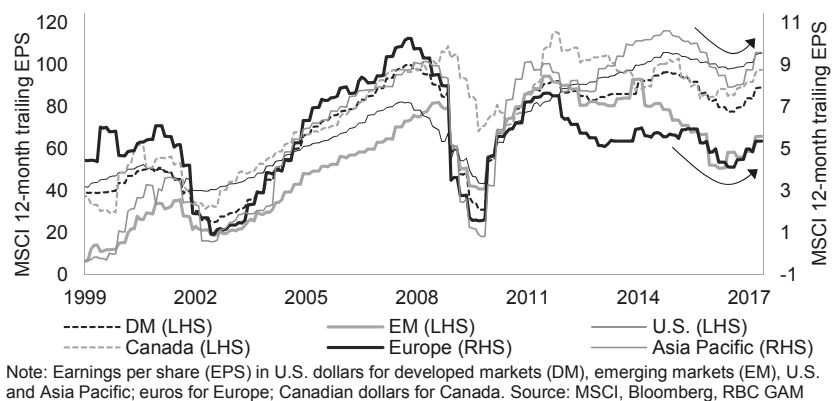 MSCI 12-month trailing EPS
120
100
80
60
40
20
0
11
9
7
5
3
1
-1
MSCI 12-month trailing EPS
1999 2002 2005 2008 2011 2014 2017
DM (LHS) EM (LHS) U.S. (LHS)
Canada (LHS) Europe (RHS) Asia Pacific (RHS)
Note: Earnings per share (EPS) in U.S. dollars for developed markets (DM), emerging markets (EM), U.S.
and Asia Pacific; euros for Europe; Canadian dollars for Canada. Source: MSCI, Bloomberg, RBC GAM